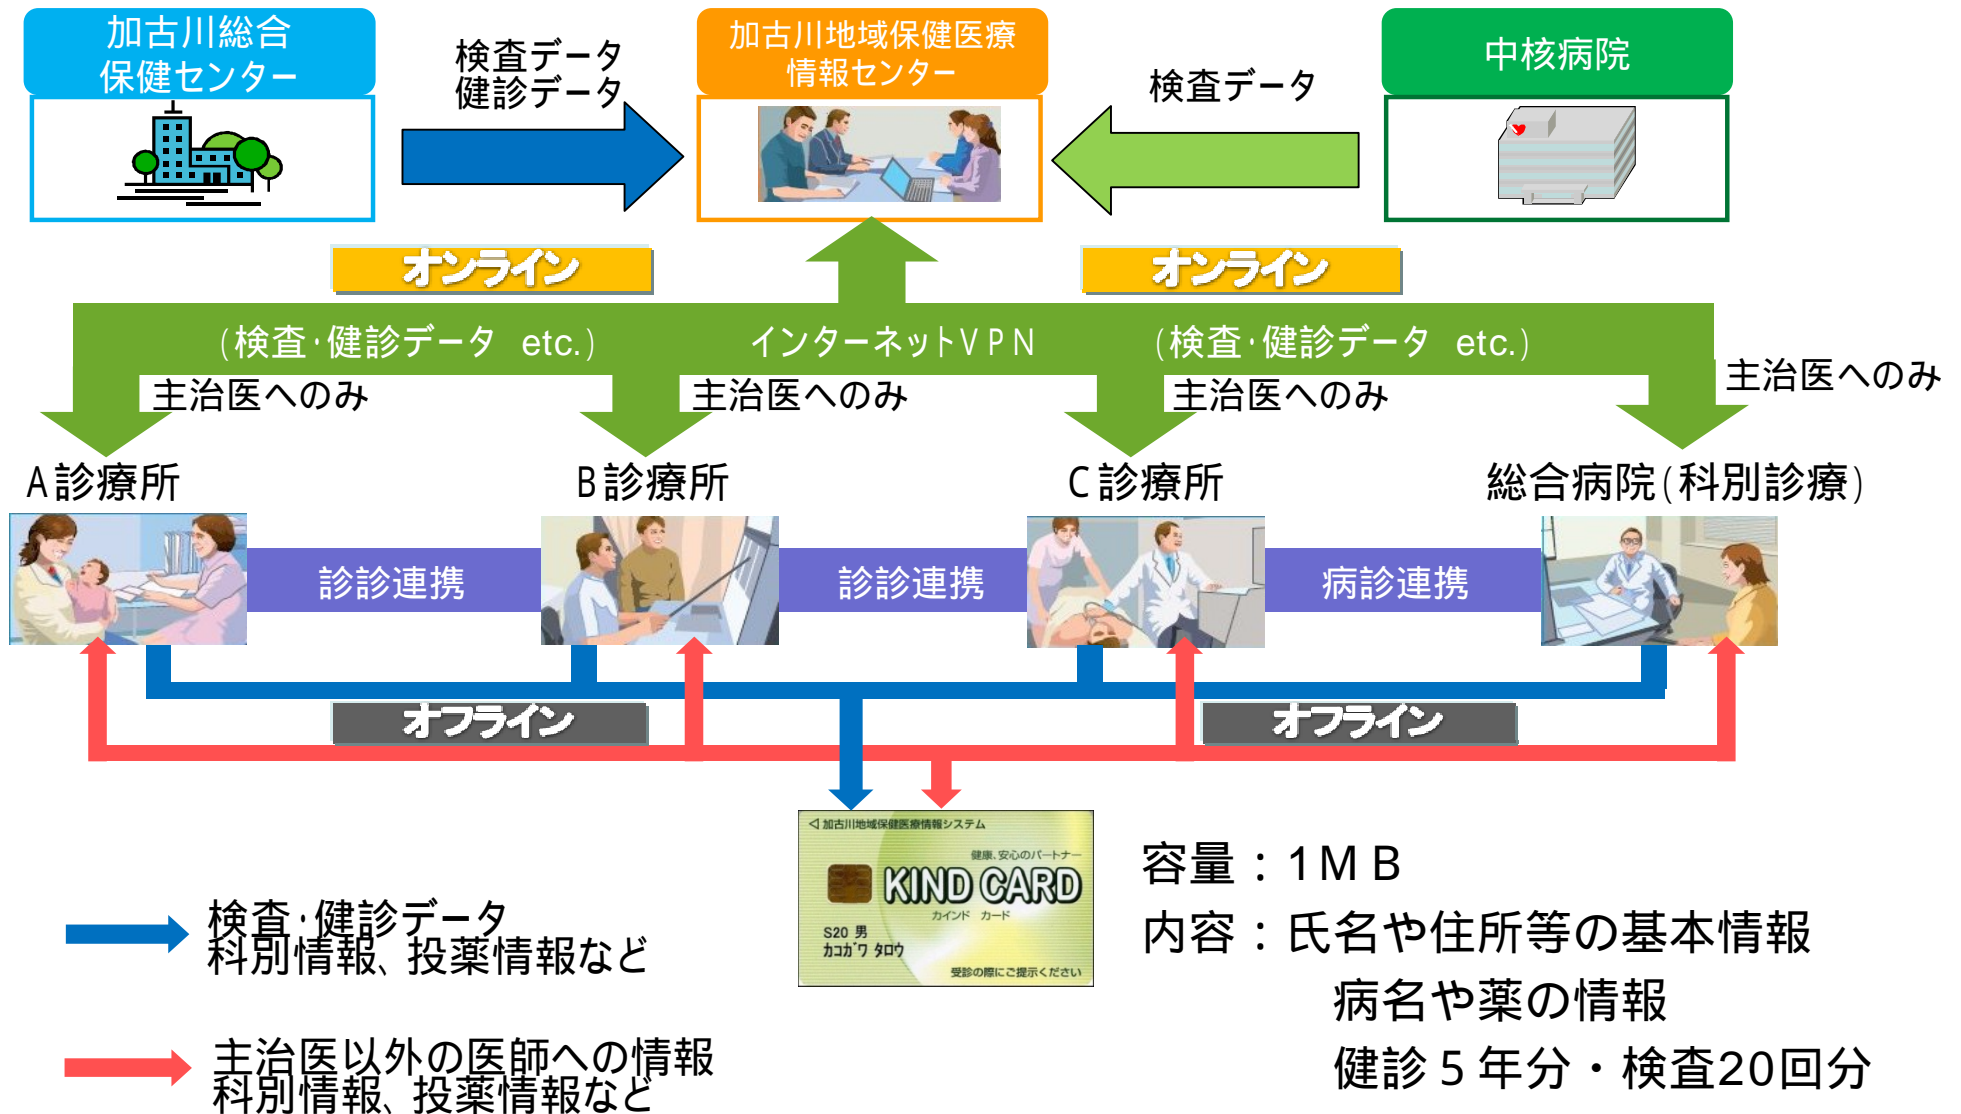 加古川総合
保健センター
検査データ
健診データ
加古川地域保健医療
情報センター
検査データ
中核病院
オンライン
オンライン
(検査・健診データ etc.)
インターネットVPN
(検査・健診データ etc.)
主治医へのみ
主治医へのみ
主治医へのみ
主治医へのみ
A診療所
B診療所
C診療所
総合病院(科別診療)
診診連携
診診連携
病診連携
オフライン
オフライン
加古川地域保健医療情報システム
健康、安心のパートナー
KIND CARD
カインド カード
S20 男
カコガワ タロウ
受診の際にご提示ください
検査・健診データ
科別情報、投薬情報など
主治医以外の医師への情報
科別情報、投薬情報など
容量：1MB
内容：氏名や住所等の基本情報
病名や薬の情報
健診５年分・検査20回分